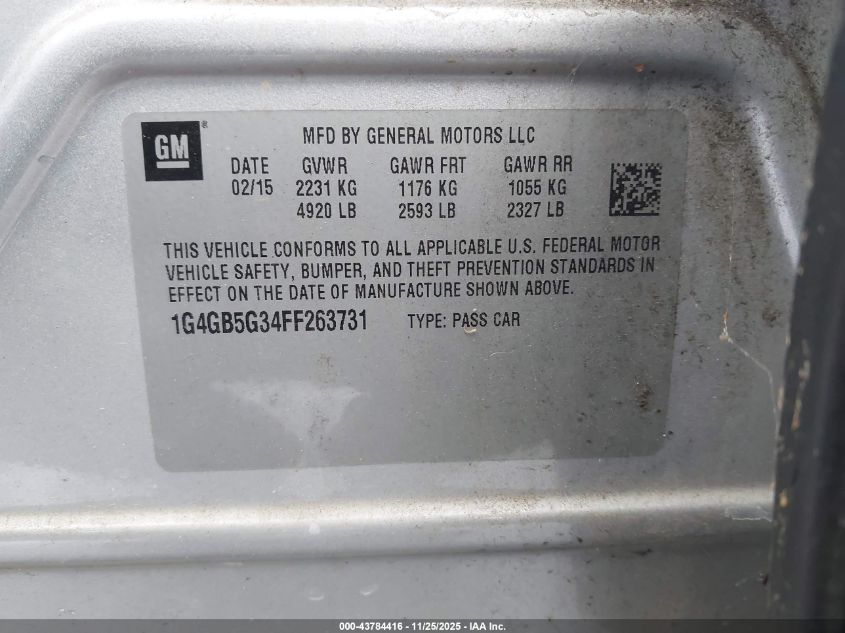 GM
MFD BY GENERAL MOTORS LLC
DATE GVWR GAWR FRT GAWR RR
02/15 2231 KG 1176 KG 1055 KG
4920 LB 2593 LB 2327 LB
THIS VEHICLE CONFORMS TO ALL APPLICABLE U.S. FEDERAL MOTOR
VEHICLE SAFETY, BUMPER, AND THEFT PREVENTION STANDARDS IN
EFFECT ON THE DATE OF MANUFACTURE SHOWN ABOVE.
1G4GB5G34FF263731 TYPE: PASS CAR
000-43784416 - 11/25/2025 - IAA Inc.